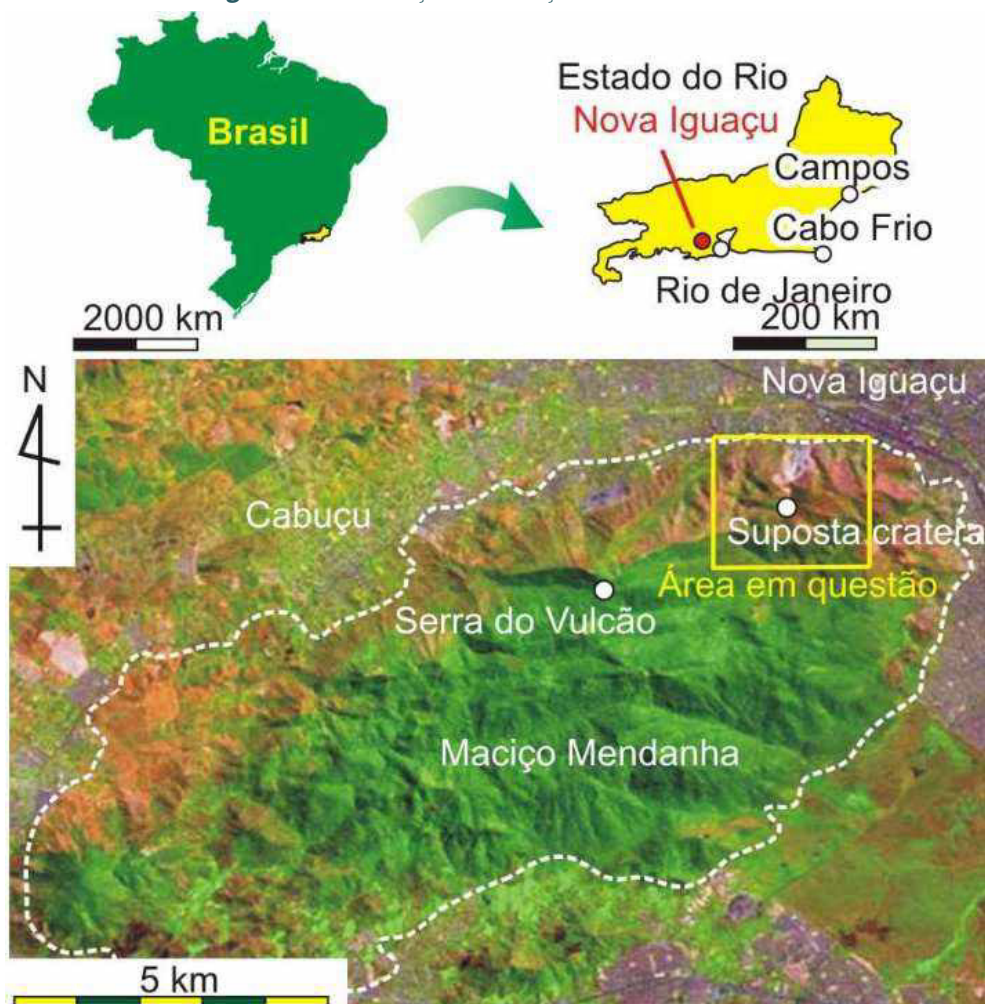 Brasil
2000 km
Estado do Rio
Nova Iguaçu
Campos
Cabo Frio
Rio de Janeiro
200 km
N
Nova Iguaçu
Cabuçu
Suposta cratera
Área em questão
Serra do Vulcão
Maciço Mendanha
5 km